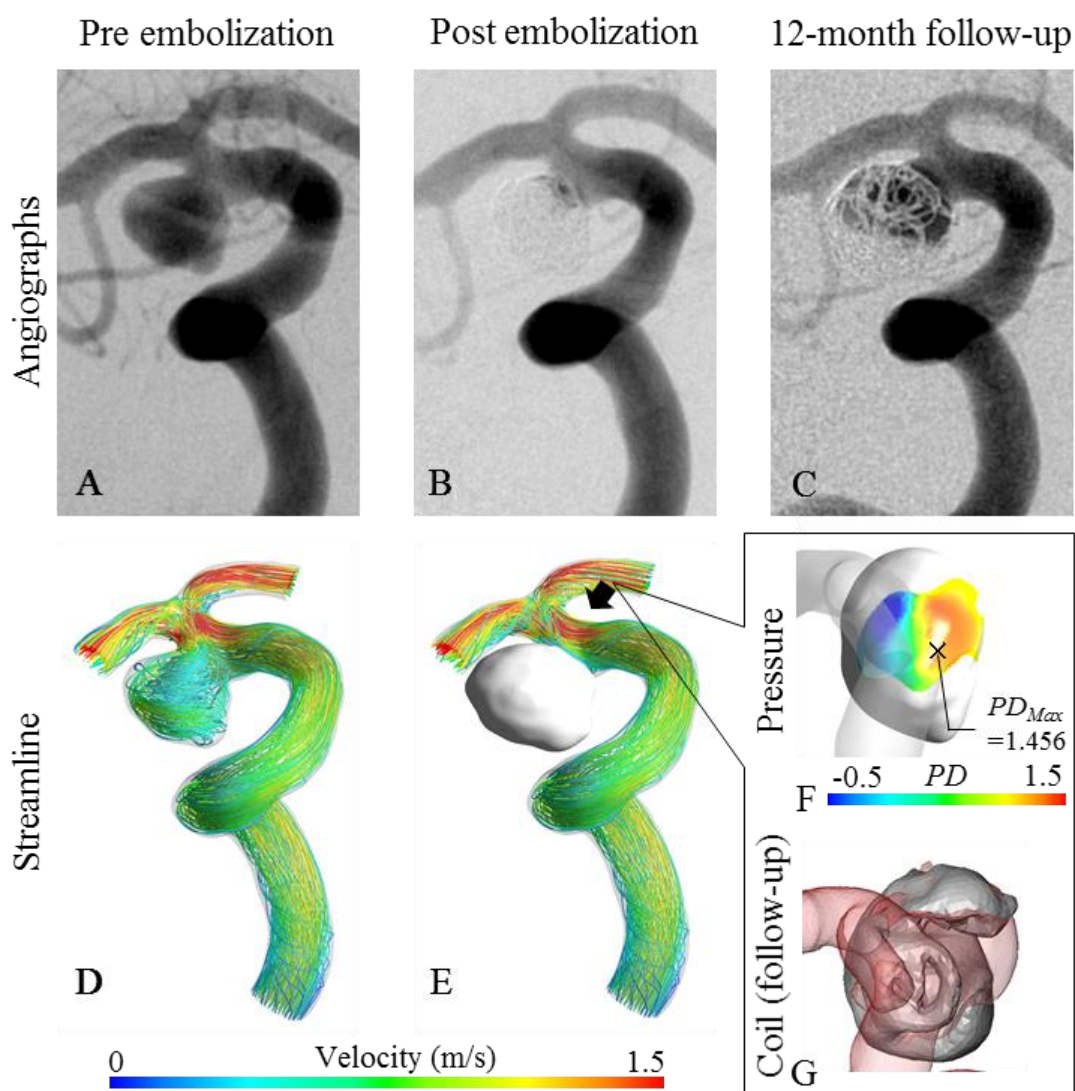 Pre embolization
Post embolization
12-month follow-up
Angiographs
A
B
C
Streamline
D
E
Pressure
PD_Max
=1.456
F
-0.5 PD 1.5
Coil (follow-up)
G
0 Velocity (m/s) 1.5